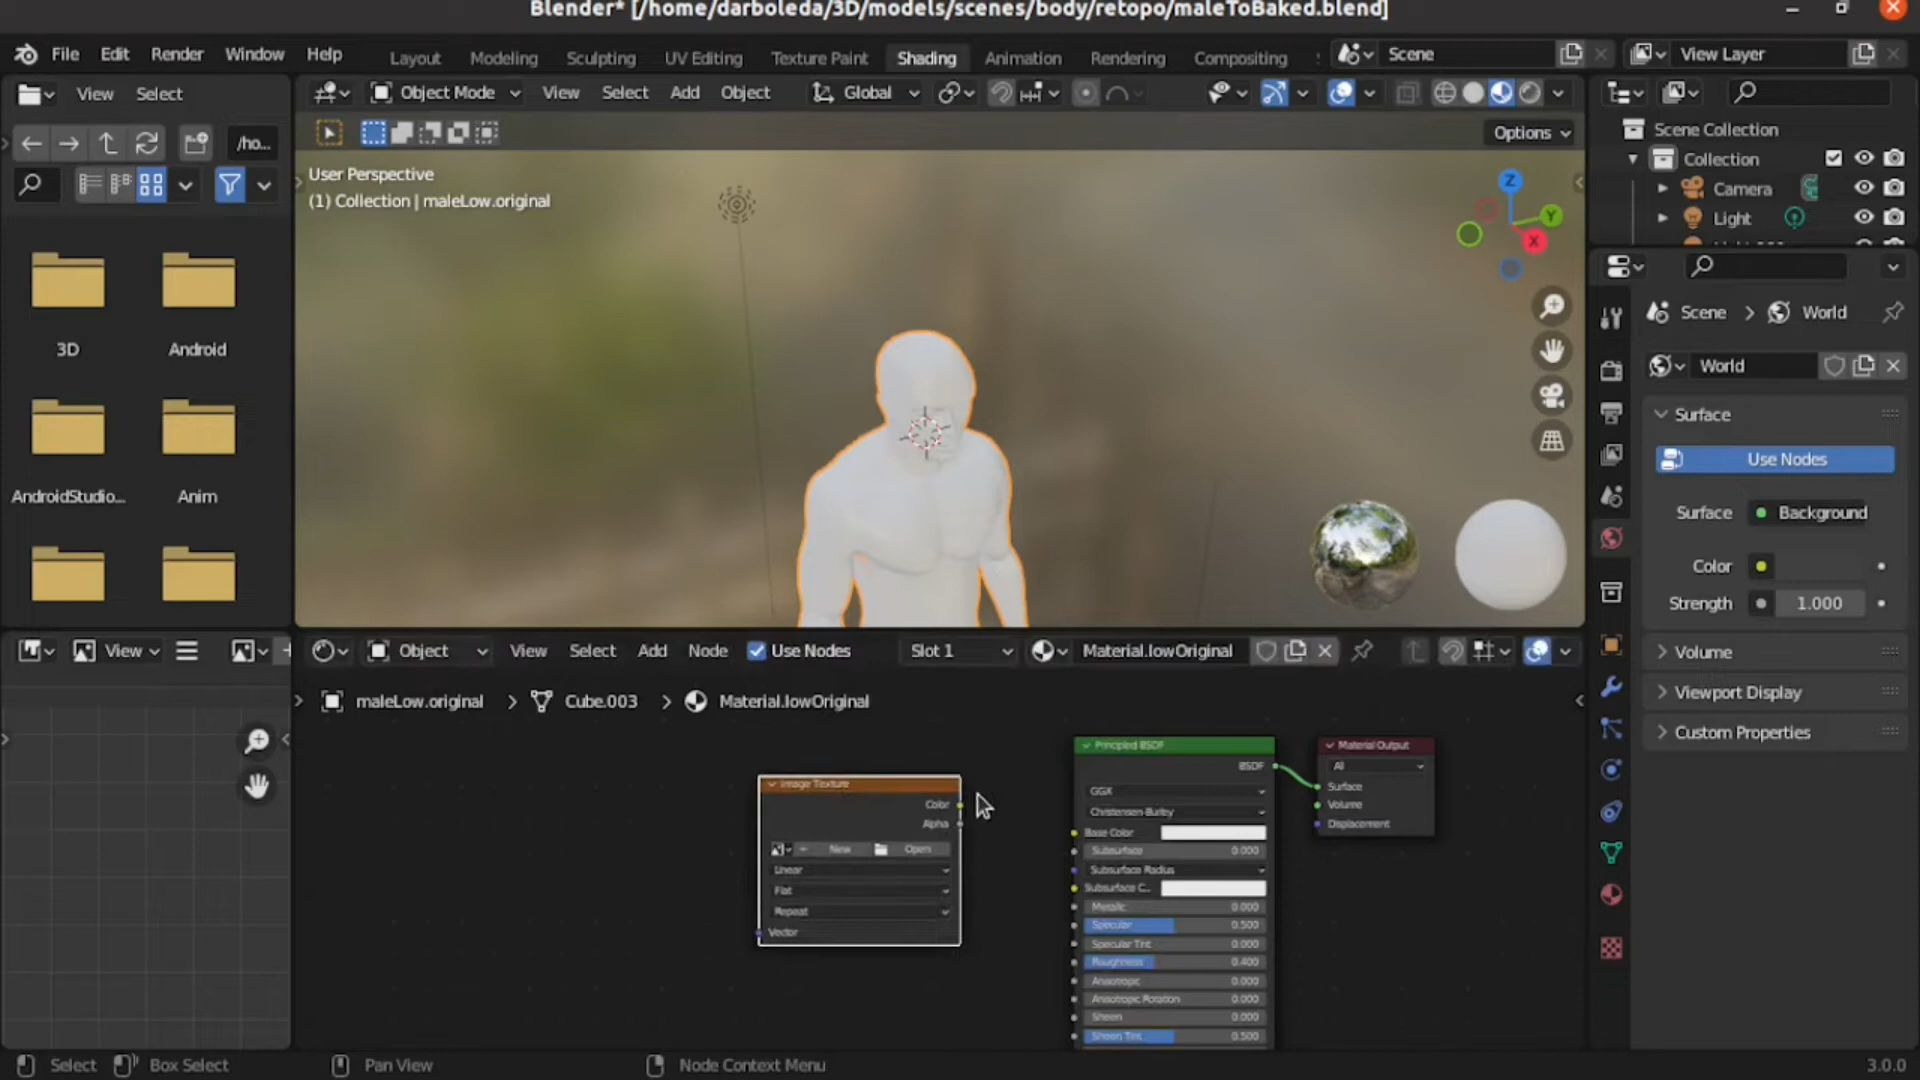 Blender* [/home/darboleda/3D/models/scenes/body/retopo/maleToBaked.blend]
File Edit Render Window Help
Layout Modeling Sculpting UV Editing Texture Paint Shading Animation Rendering Compositing
Scene
View Layer
View Select
Object Mode View Select Add Object Global
Options
/ho...
User Perspective
(1) Collection | maleLow.original
Z
Y
X
3D Android
AndroidStudio... Anim
Scene Collection
Collection
Camera
Light
Scene > World
World
Surface
Use Nodes
Surface Background
Color
Strength 1.000
Volume
Viewport Display
Custom Properties
View
Object View Select Add Node Use Nodes Slot 1 Material.lowOriginal
maleLow.original > Cube.003 > Material.lowOriginal
Image Texture
Color
Alpha
New Open
Linear
Flat
Repeat
Vector
Principled BSDF
BSDF
GGX
Christensen-Burley
Base Color
Subsurface 0.000
Subsurface Radius
Subsurface C...
Metallic 0.000
Specular 0.500
Specular Tint 0.000
Roughness 0.400
Anisotropic 0.000
Anisotropic Rotation 0.000
Sheen 0.000
Sheen Tint 0.500
Material Output
All
Surface
Volume
Displacement
Select Box Select Pan View Node Context Menu 3.0.0